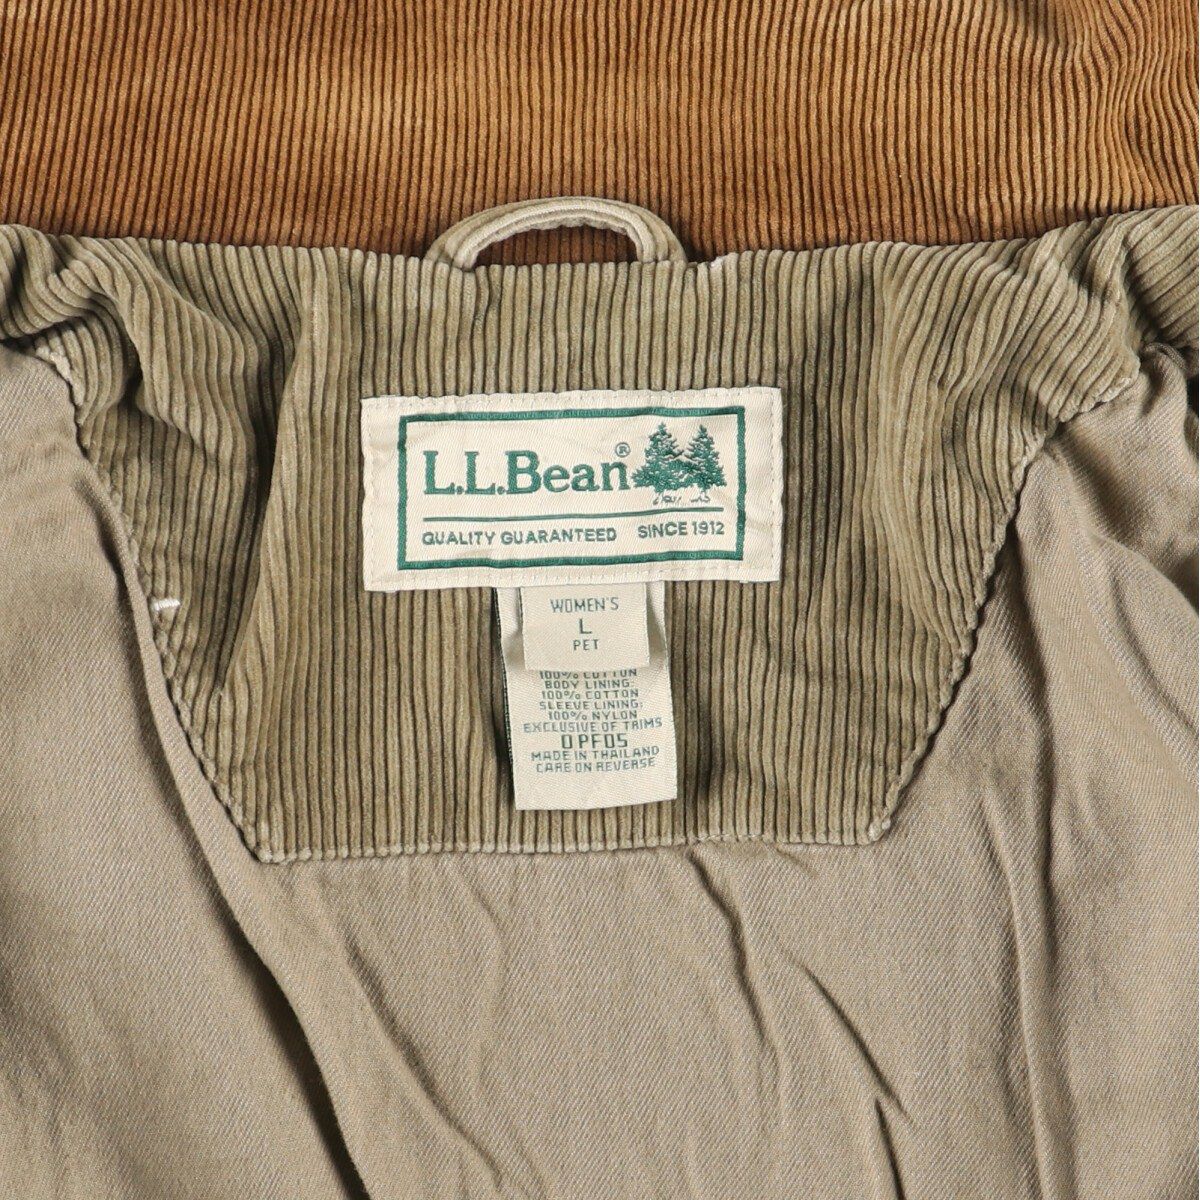 L.L.Bean®
QUALITY GUARANTEED SINCE 1912
WOMEN'S
L
PET
100% COTTON
BODY LINING:
100% COTTON
SLEEVE LINING:
100% NYLON
EXCLUSIVE OF TRIMS
0PF05
MADE IN THAILAND
CARE ON REVERSE